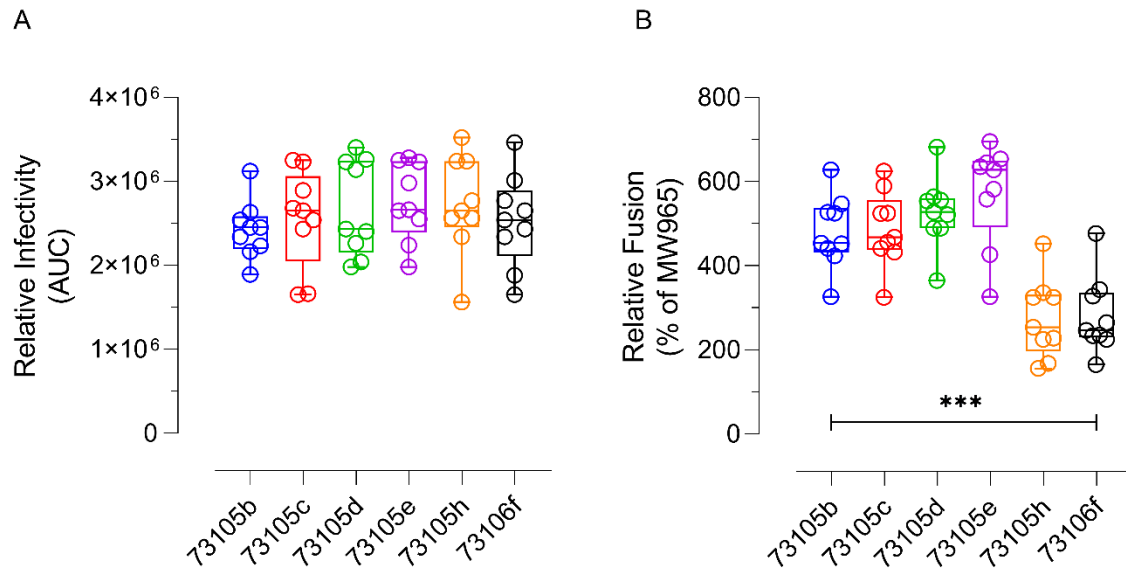 A
Relative Infectivity
(AUC)
4×10⁶
3×10⁶
2×10⁶
1×10⁶
0
73105b
73105c
73105d
73105e
73105h
73106f
B
Relative Fusion
(% of MW965)
800
600
400
200
0
***
73105b
73105c
73105d
73105e
73105h
73106f